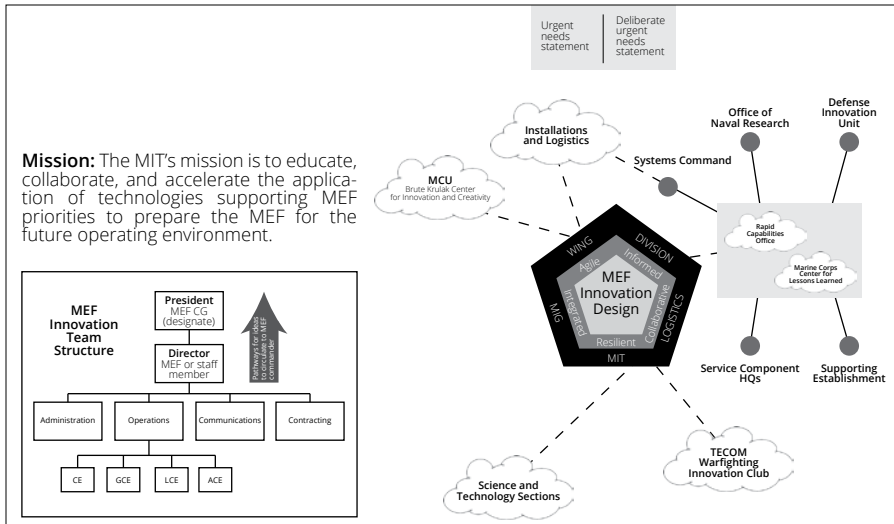 Urgent
needs
statement
Deliberate
urgent
needs
statement
Mission: The MIT's mission is to educate,
collaborate, and accelerate the applica-
tion of technologies supporting MEF
priorities to prepare the MEF for the
future operating environment.
MEF
Innovation
Team
Structure
President
MEF CG
(designate)
Director
MEF or staff
member
Pathways for ideas
to circulate to MEF
commander
Administration
Operations
Communications
Contracting
CE
GCE
LCE
ACE
Installations
and Logistics
MCU
Brute Krulak Center
for Innovation and Creativity
Systems Command
Office of
Naval Research
Defense
Innovation
Unit
Rapid
Capabilities
Office
Marine Corps
Center for
Lessons Learned
Service Component
HQs
Supporting
Establishment
WING
DIVISION
MIG
LOGISTICS
MIT
Agile
Informed
Integrated
Collaborative
Resilient
MEF
Innovation
Design
Science and
Technology Sections
TECOM
Warfighting
Innovation Club